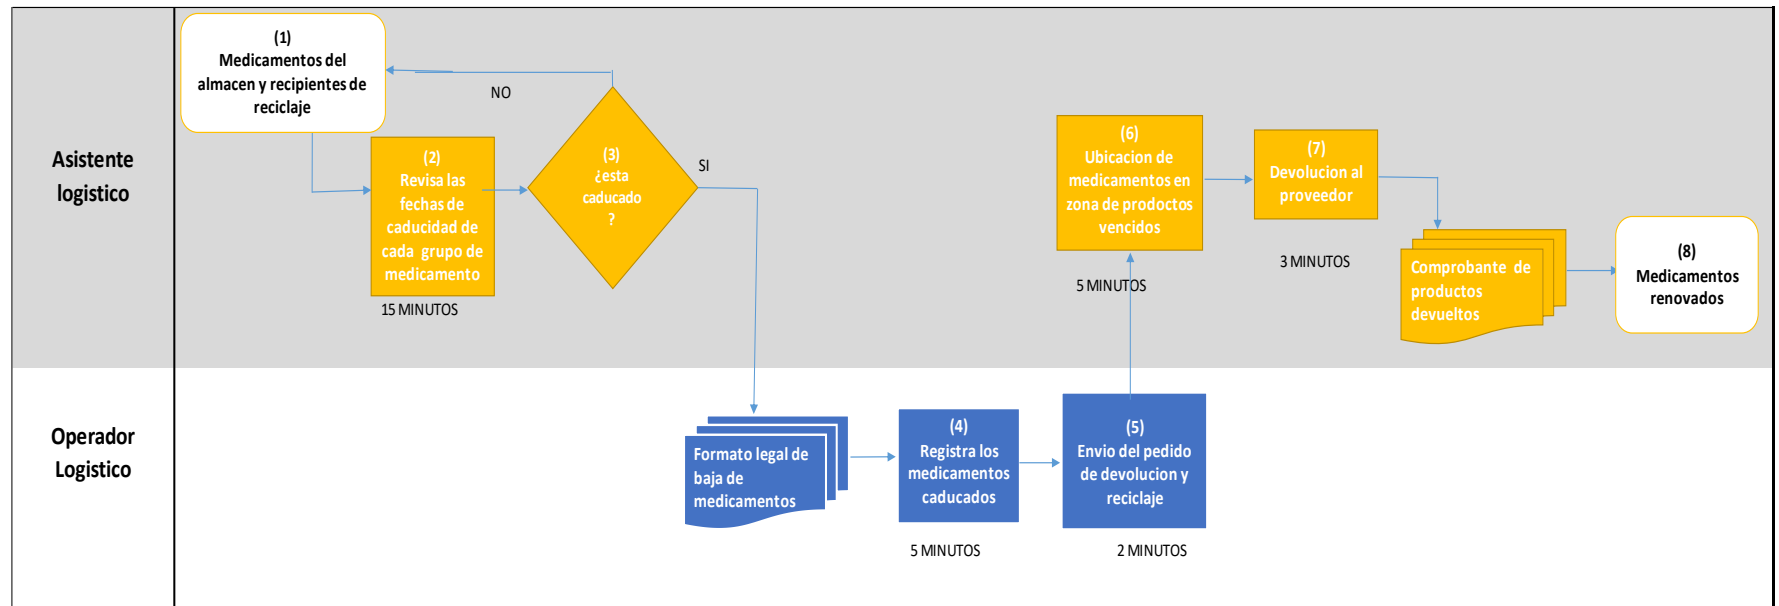 Asistente
logistico
(1)
Medicamentos del
almacen y recipientes de
reciclaje
NO
(2)
Revisa las
fechas de
caducidad de
cada grupo de
medicamento
15 MINUTOS
(3)
¿esta
caducado
?
SI
(6)
Ubicacion de
medicamentos en
zona de productos
vencidos
5 MINUTOS
(7)
Devolucion al
proveedor
3 MINUTOS
Comprobante de
productos
devueltos
(8)
Medicamentos
renovados
Operador
Logistico
Formato legal de
baja de
medicamentos
(4)
Registra los
medicamentos
caducados
5 MINUTOS
(5)
Envio del pedido
de devolucion y
reciclaje
2 MINUTOS